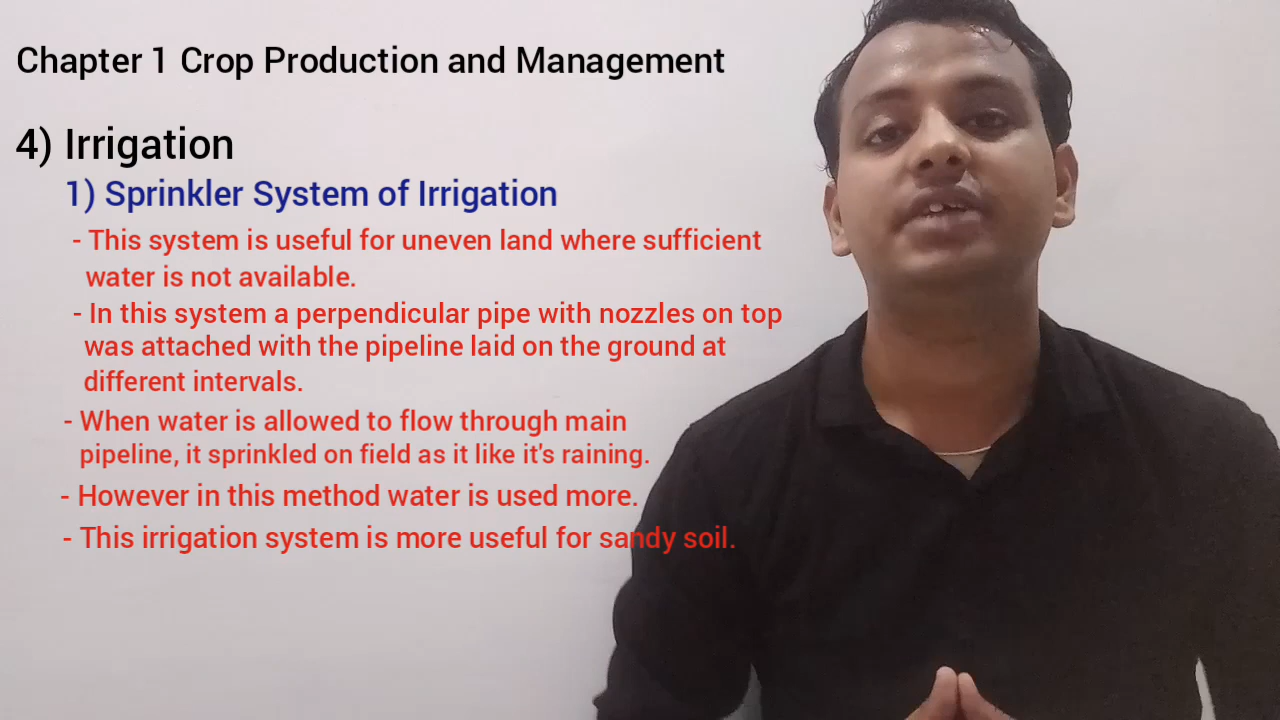 Chapter 1 Crop Production and Management
4) Irrigation
1) Sprinkler System of Irrigation
- This system is useful for uneven land where sufficient
water is not available.
- In this system a perpendicular pipe with nozzles on top
was attached with the pipeline laid on the ground at
different intervals.
- When water is allowed to flow through main
pipeline, it sprinkled on field as it like it's raining.
- However in this method water is used more.
- This irrigation system is more useful for sandy soil.